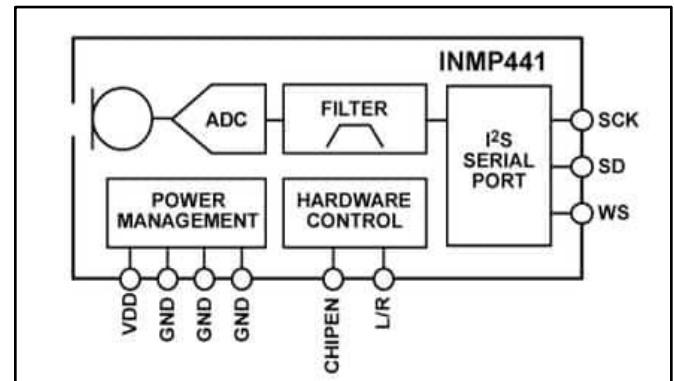 INMP441
ADC
FILTER
I²S
SERIAL
PORT
SCK
SD
WS
POWER
MANAGEMENT
HARDWARE
CONTROL
VDD
GND
GND
GND
CHIPEN
L/R